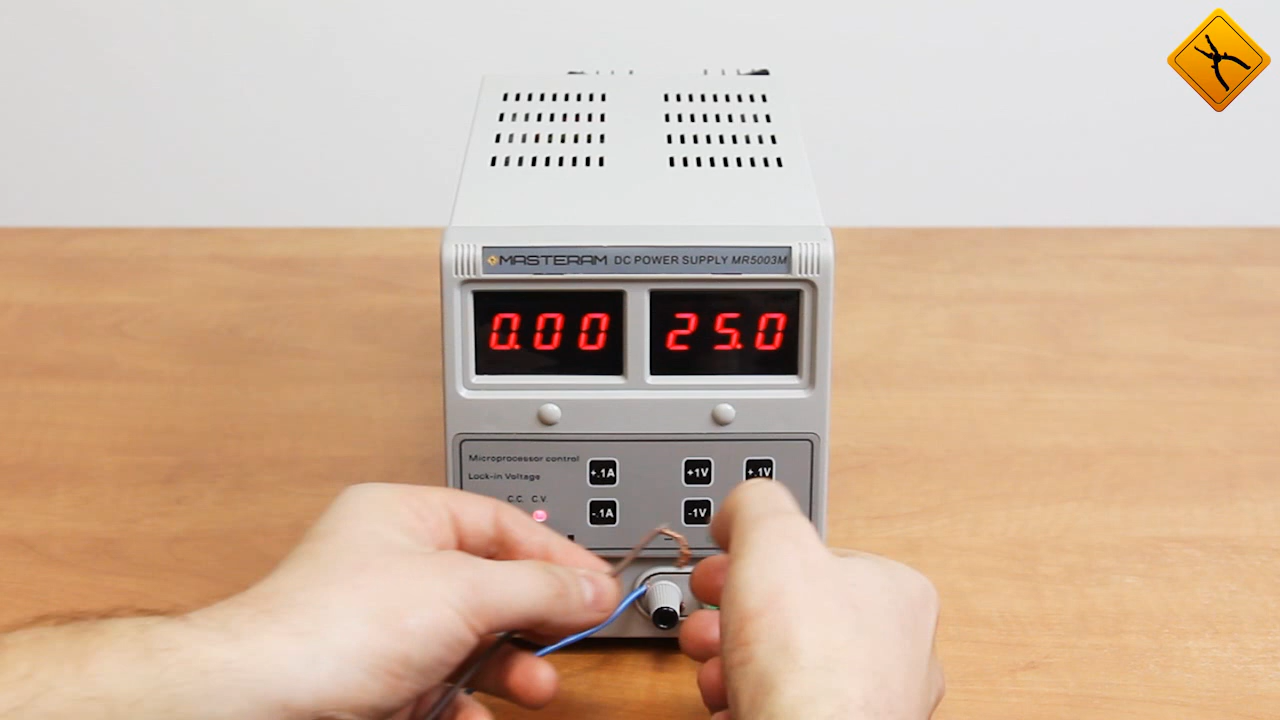 MASTERAM DC POWER SUPPLY MR5003M
0.00 25.0
Microprocessor control
Lock-in Voltage
+.1A +1V +.1V
C.C. C.V.
-.1A -1V